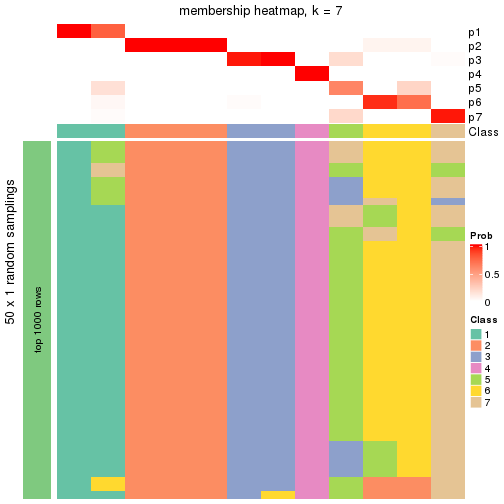 membership heatmap, k = 7
p1
p2
p3
p4
p5
p6
p7
Class
50 x 1 random samplings
top 1000 rows
Prob
1
0.5
0
Class
1
2
3
4
5
6
7